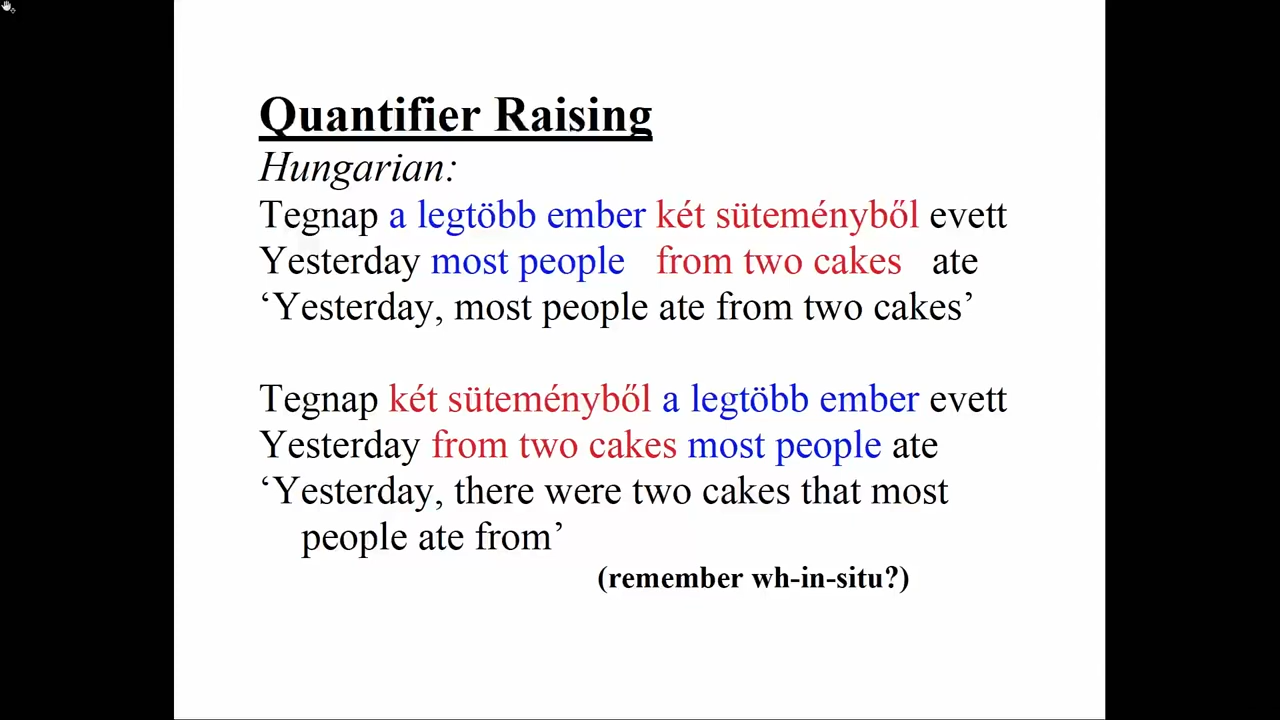 Quantifier Raising
Hungarian:
Tegnap a legtöbb ember két süteményből evett
Yesterday most people from two cakes ate
‘Yesterday, most people ate from two cakes’
Tegnap két süteményből a legtöbb ember evett
Yesterday from two cakes most people ate
‘Yesterday, there were two cakes that most
people ate from’
(remember wh-in-situ?)